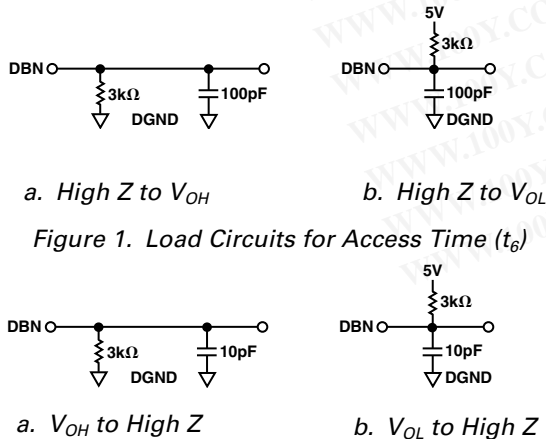 5V
3kΩ
DBN
DBN
3kΩ
100pF
100pF
DGND
DGND
a. High Z to VOH
b. High Z to VOL
Figure 1. Load Circuits for Access Time (t6)
5V
3kΩ
DBN
DBN
3kΩ
10pF
10pF
DGND
DGND
a. VOH to High Z
b. VOL to High Z